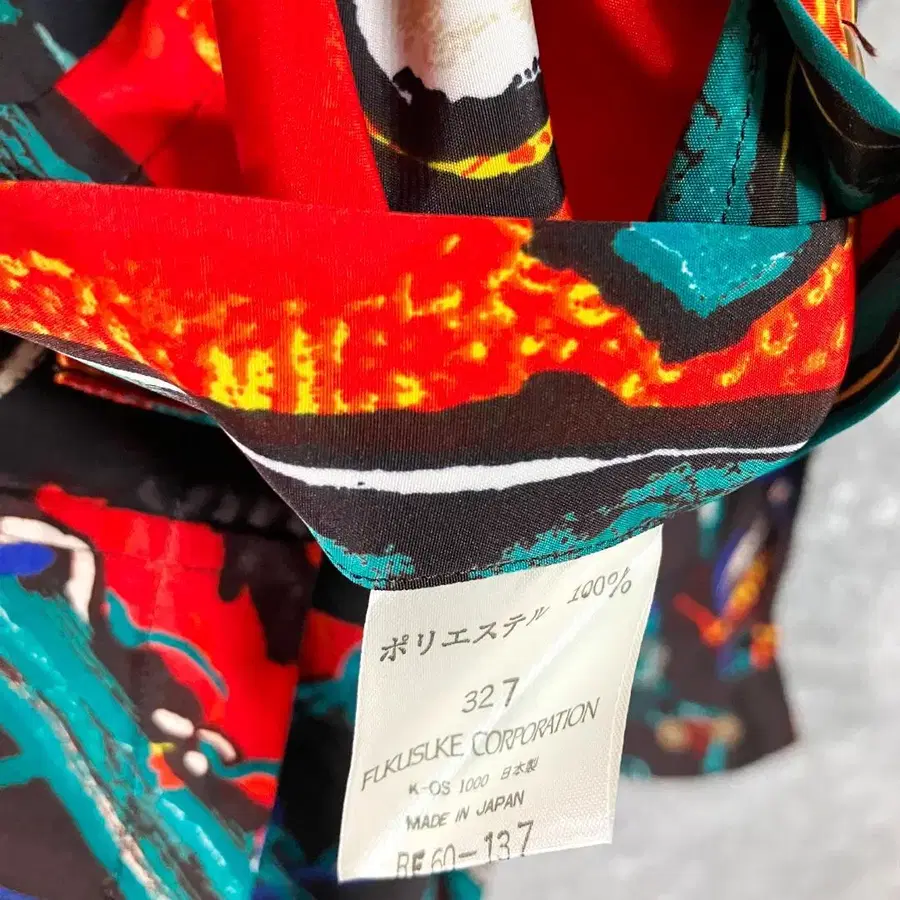 ポリエステル 100%
327
FUKUSUKE CORPORATION
K-OS 1000 日本製
MADE IN JAPAN
RF60-137